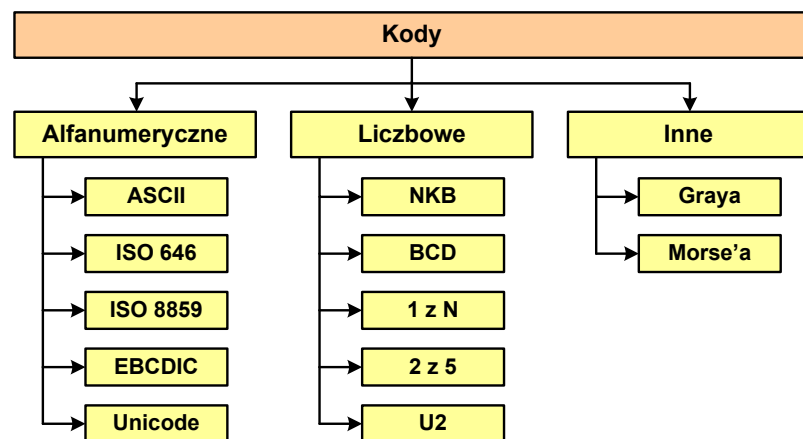 Kody
Alfanumeryczne
ASCII
ISO 646
ISO 8859
EBCDIC
Unicode
Liczbowe
NKB
BCD
1 z N
2 z 5
U2
Inne
Graya
Morse’a